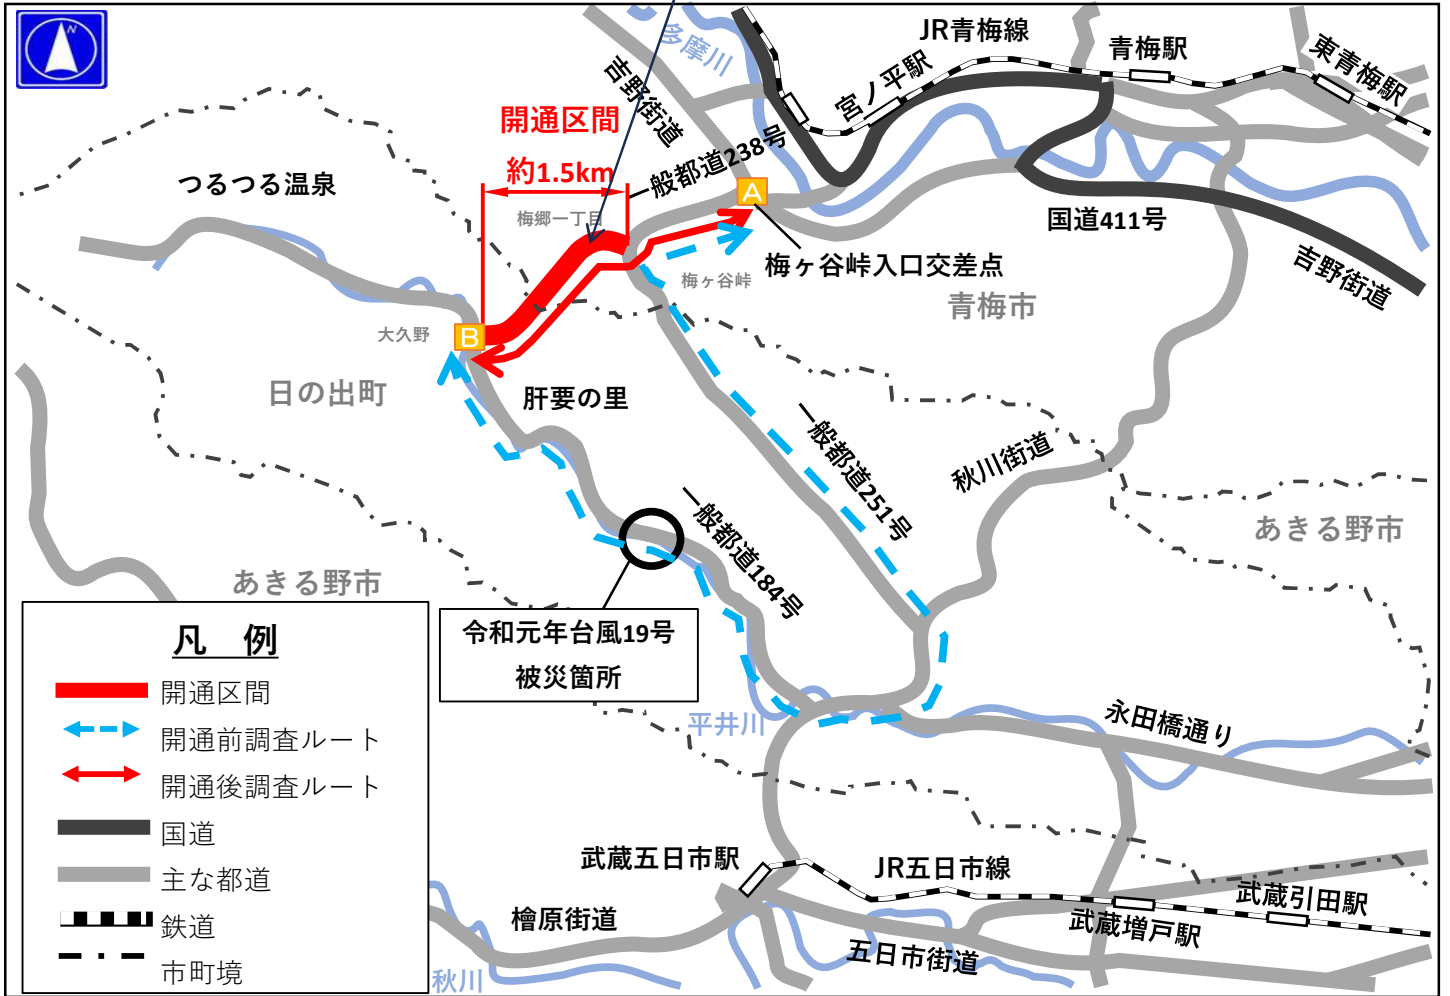 N
多摩川
吉野街道
JR青梅線
青梅駅
東青梅駅
宮ノ平駅
開通区間
約1.5km
一般都道238号
つるつる温泉
梅郷一丁目
A
国道411号
梅ヶ谷峠入口交差点
吉野街道
梅ヶ谷峠
青梅市
大久野
B
日の出町
肝要の里
一般都道251号
秋川街道
一般都道184号
あきる野市
あきる野市
令和元年台風19号
被災箇所
平井川
永田橋通り
凡 例
開通区間
開通前調査ルート
開通後調査ルート
国道
主な都道
鉄道
市町境
武蔵五日市駅
JR五日市線
武蔵引田駅
武蔵増戸駅
檜原街道
五日市街道
秋川